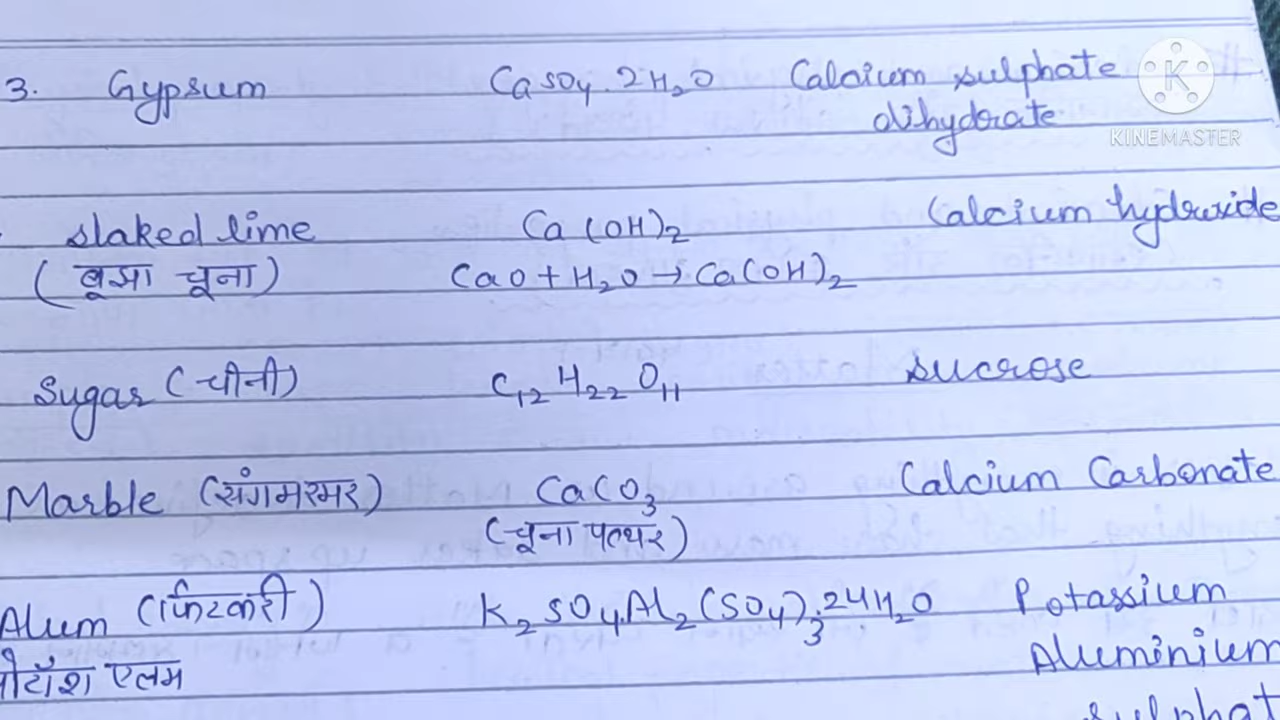 3. Gypsum CaSO4.2H2O Calcium sulphate
dihydrate
KINEMASTER
slaked lime Ca(OH)2 Calcium hydroxide
(बूझा चूना) CaO+H2O→Ca(OH)2
Sugar (चीनी) C12H22O11 sucrose
Marble (संगमरमर) CaCO3 Calcium Carbonate
(चूना पत्थर)
Alum (फिटकरी) K2SO4.Al2(SO4)3.24H2O Potassium
पोटॉश एलम Aluminium
sulphat